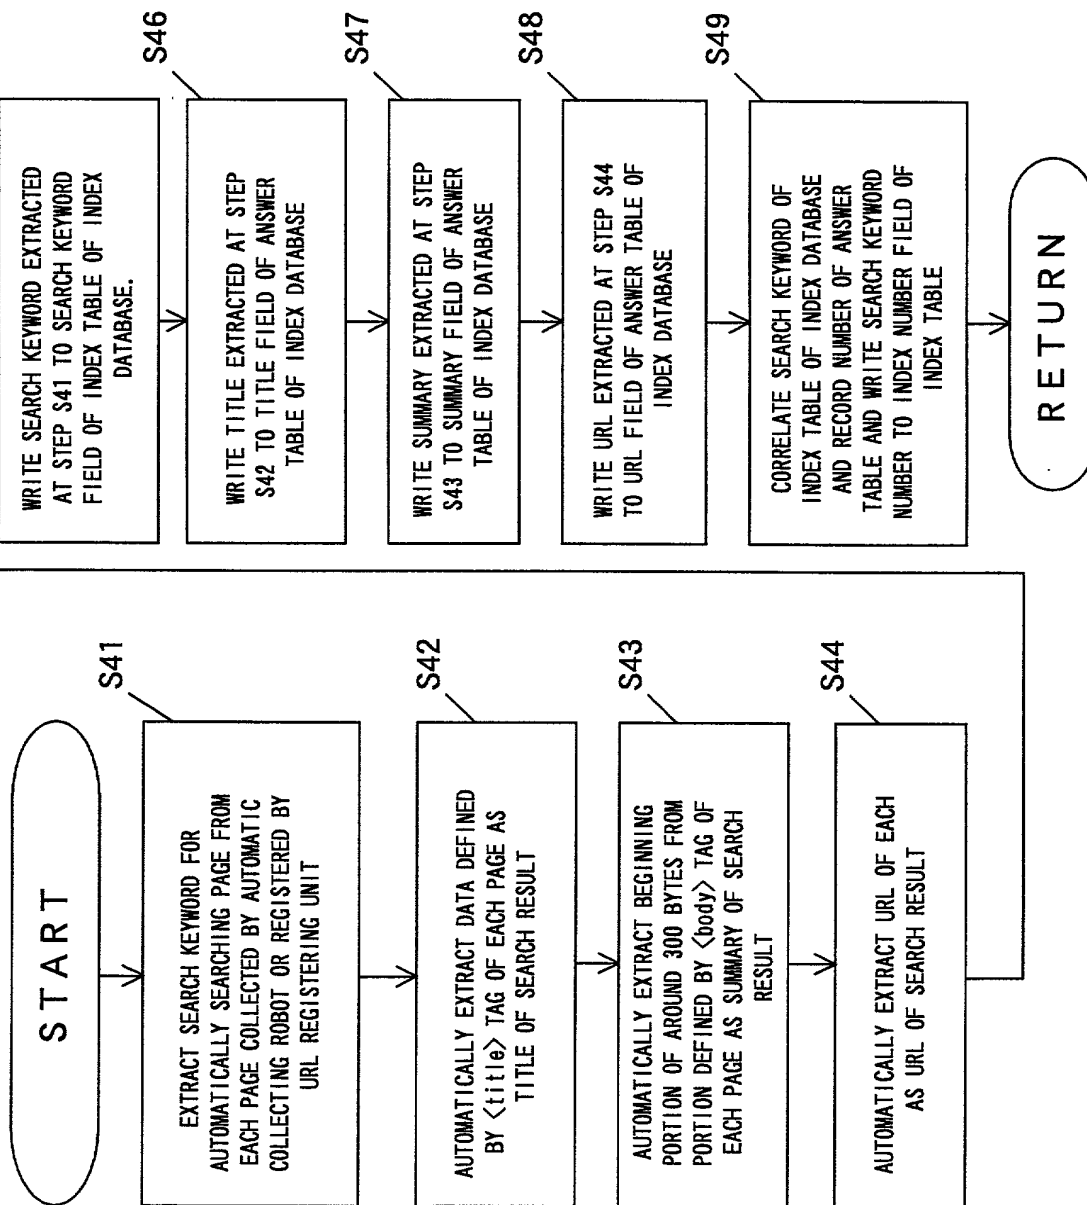 START
S41
EXTRACT SEARCH KEYWORD FOR
AUTOMATICALLY SEARCHING PAGE FROM
EACH PAGE COLLECTED BY AUTOMATIC
COLLECTING ROBOT OR REGISTERED BY
URL REGISTERING UNIT
S42
AUTOMATICALLY EXTRACT DATA DEFINED
BY <title> TAG OF EACH PAGE AS
TITLE OF SEARCH RESULT
S43
AUTOMATICALLY EXTRACT BEGINNING
PORTION OF AROUND 300 BYTES FROM
PORTION DEFINED BY <body> TAG OF
EACH PAGE AS SUMMARY OF SEARCH
RESULT
S44
AUTOMATICALLY EXTRACT URL OF EACH
AS URL OF SEARCH RESULT
WRITE SEARCH KEYWORD EXTRACTED
AT STEP S41 TO SEARCH KEYWORD
FIELD OF INDEX TABLE OF INDEX
DATABASE.
S46
WRITE TITLE EXTRACTED AT STEP
S42 TO TITLE FIELD OF ANSWER
TABLE OF INDEX DATABASE
S47
WRITE SUMMARY EXTRACTED AT STEP
S43 TO SUMMARY FIELD OF ANSWER
TABLE OF INDEX DATABASE
S48
WRITE URL EXTRACTED AT STEP S44
TO URL FIELD OF ANSWER TABLE OF
INDEX DATABASE
S49
CORRELATE SEARCH KEYWORD OF
INDEX TABLE OF INDEX DATABASE
AND RECORD NUMBER OF ANSWER
TABLE AND WRITE SEARCH KEYWORD
NUMBER TO INDEX NUMBER FIELD OF
INDEX TABLE
RETURN